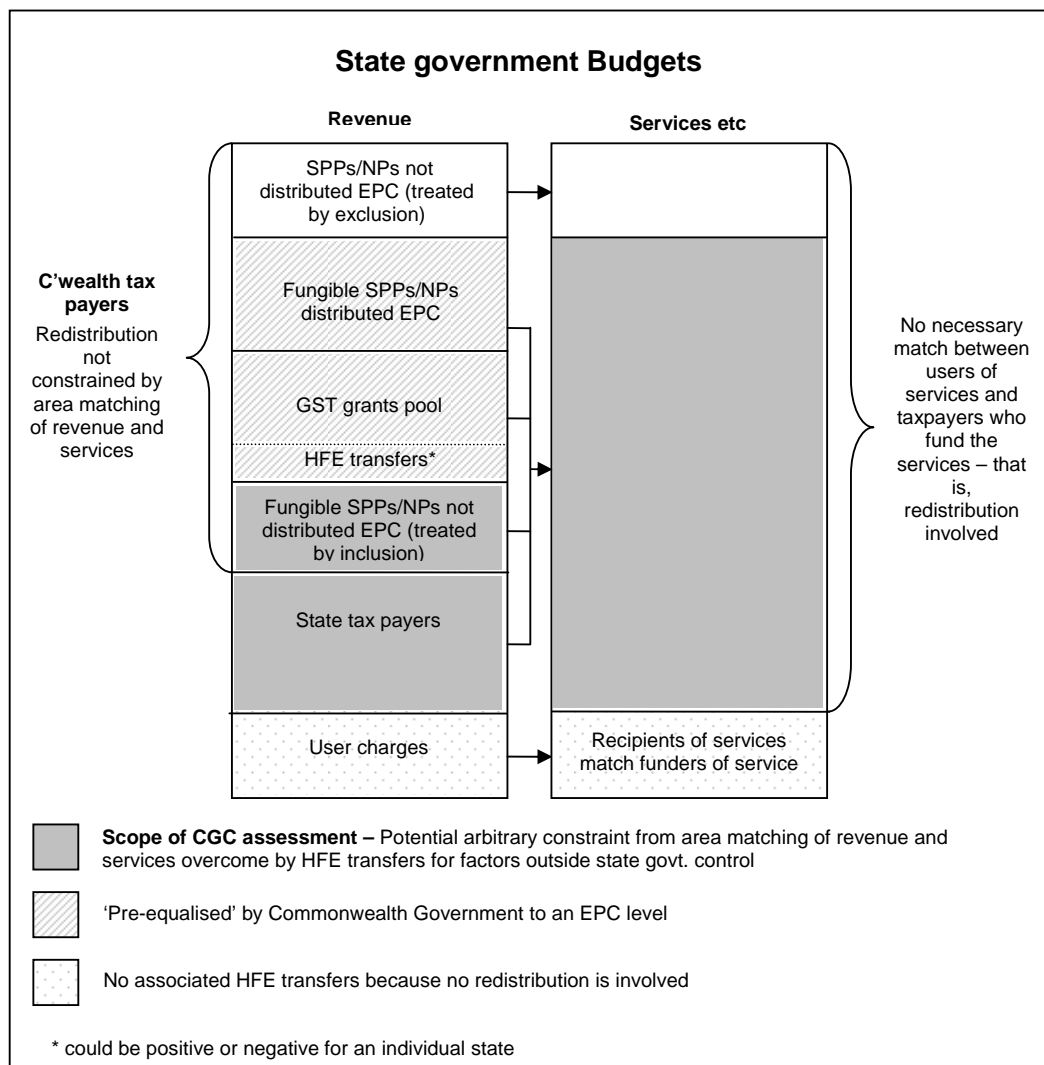 State government Budgets
Revenue
Services etc
SPPs/NPs not
distributed EPC (treated
by exclusion)
Fungible SPPs/NPs
distributed EPC
GST grants pool
HFE transfers*
Fungible SPPs/NPs not
distributed EPC (treated
by inclusion)
State tax payers
User charges
Recipients of services
match funders of service
C'wealth tax
payers
Redistribution
not
constrained by
area matching
of revenue and
services
No necessary
match between
users of
services and
taxpayers who
fund the
services – that
is,
redistribution
involved
Scope of CGC assessment – Potential arbitrary constraint from area matching of revenue and
services overcome by HFE transfers for factors outside state govt. control
'Pre-equalised' by Commonwealth Government to an EPC level
No associated HFE transfers because no redistribution is involved
* could be positive or negative for an individual state